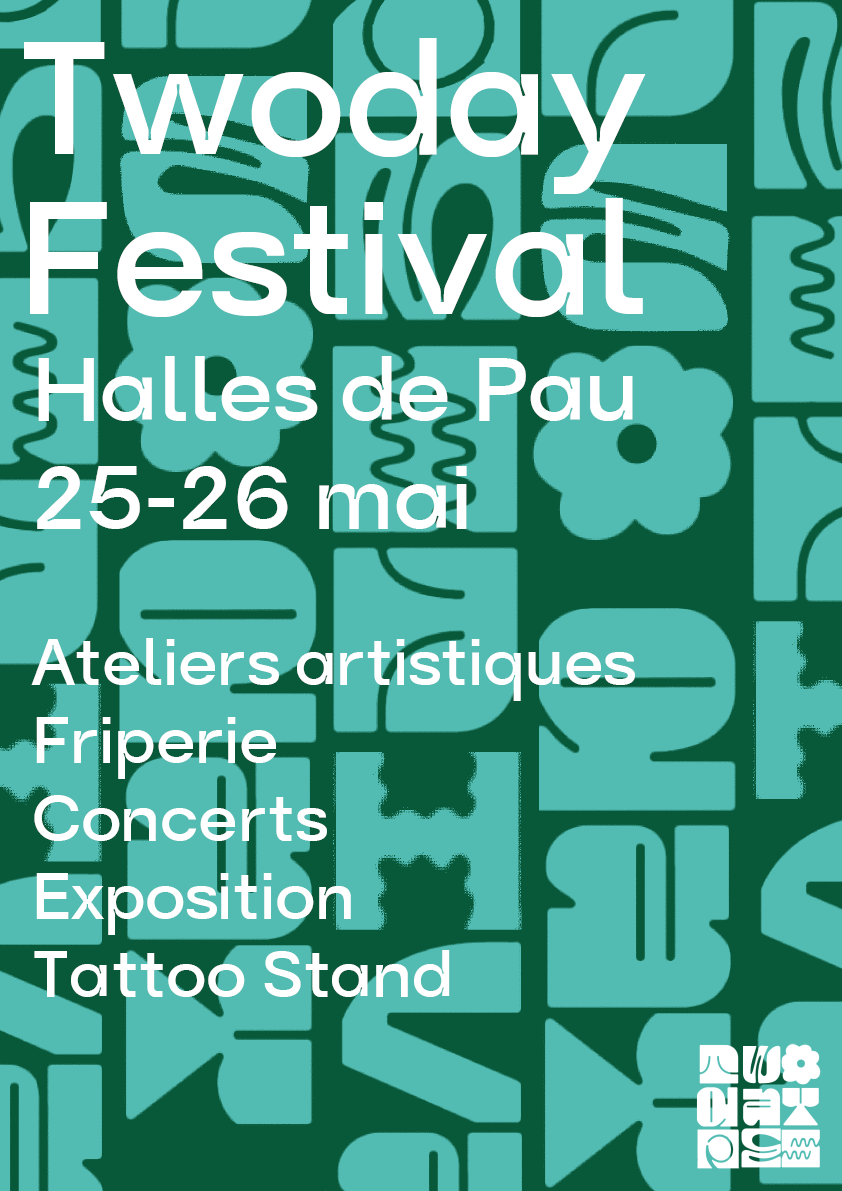 Twoday
Festival
Halles de Pau
25-26 mai
Ateliers artistiques
Friperie
Concerts
Exposition
Tattoo Stand